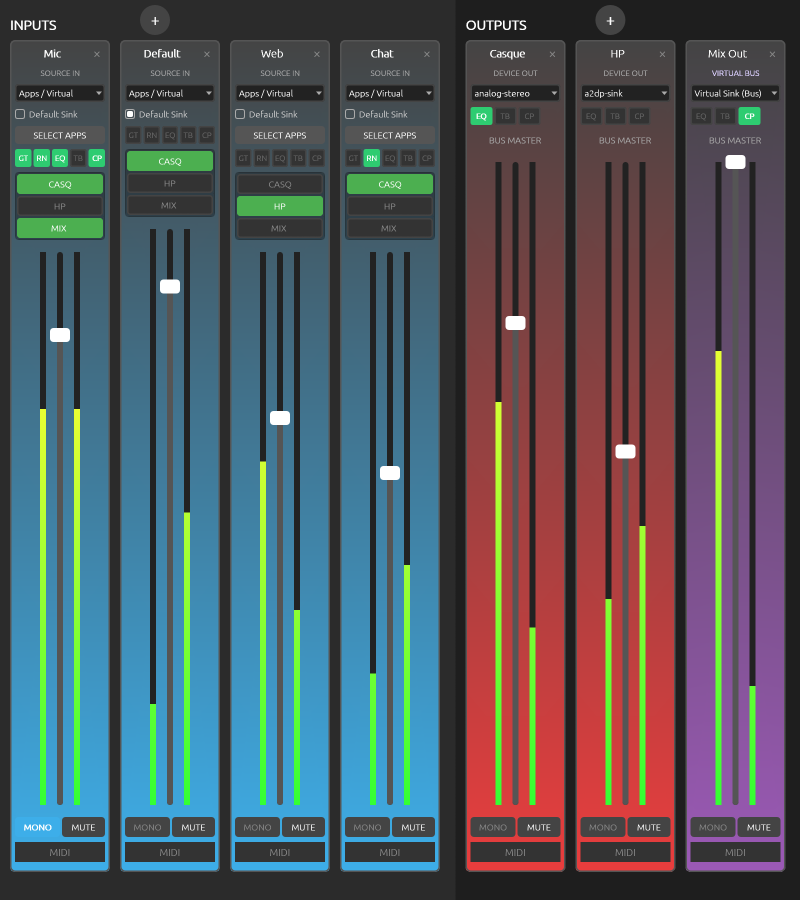 INPUTS
+
Mic ×
SOURCE IN
Apps / Virtual
Default Sink
SELECT APPS
GT RN EQ TB CP
CASQ
HP
MIX
MONO MUTE
MIDI
Default ×
SOURCE IN
Apps / Virtual
Default Sink
GT RN EQ TB CP
CASQ
HP
MIX
MONO MUTE
MIDI
Web ×
SOURCE IN
Apps / Virtual
Default Sink
SELECT APPS
GT RN EQ TB CP
CASQ
HP
MIX
MONO MUTE
MIDI
Chat ×
SOURCE IN
Apps / Virtual
Default Sink
SELECT APPS
GT RN EQ TB CP
CASQ
HP
MIX
MONO MUTE
MIDI
OUTPUTS
+
Casque ×
DEVICE OUT
analog-stereo
EQ TB CP
BUS MASTER
MONO MUTE
MIDI
HP ×
DEVICE OUT
a2dp-sink
EQ TB CP
BUS MASTER
MONO MUTE
MIDI
Mix Out ×
VIRTUAL BUS
Virtual Sink (Bus)
EQ TB CP
BUS MASTER
MONO MUTE
MIDI